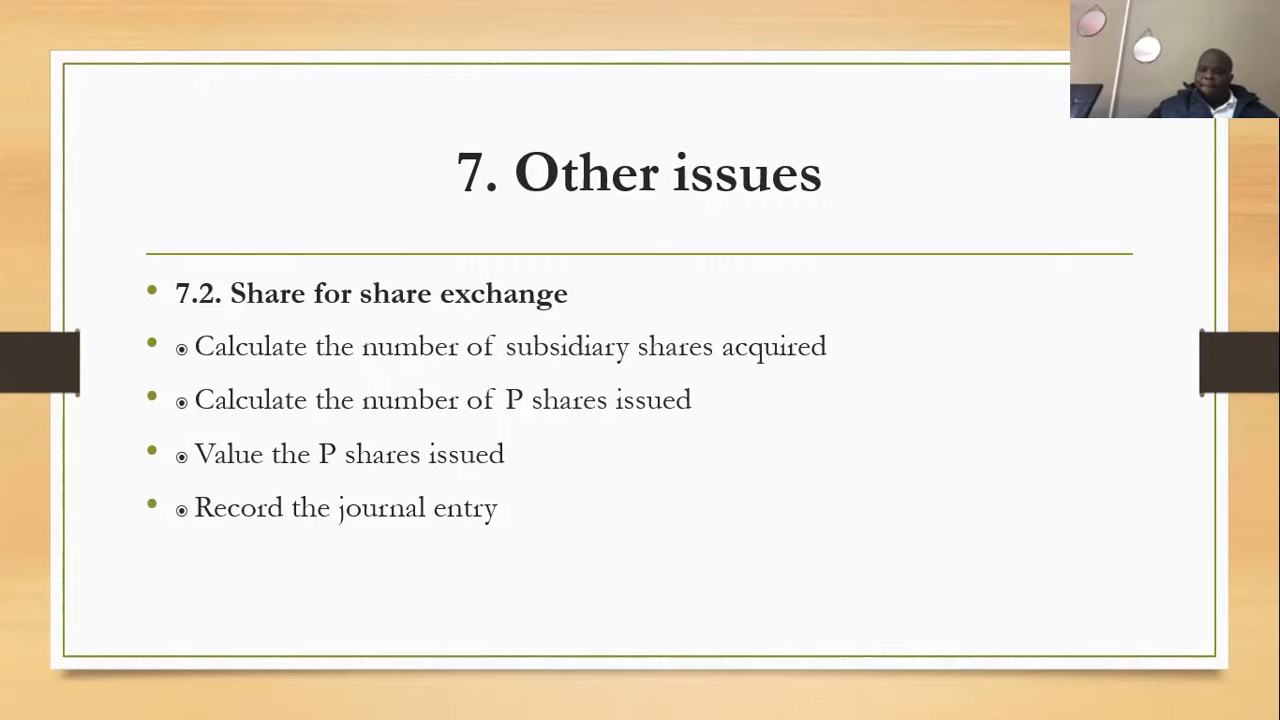 7. Other issues
• 7.2. Share for share exchange
• ⦿ Calculate the number of subsidiary shares acquired
• ⦿ Calculate the number of P shares issued
• ⦿ Value the P shares issued
• ⦿ Record the journal entry